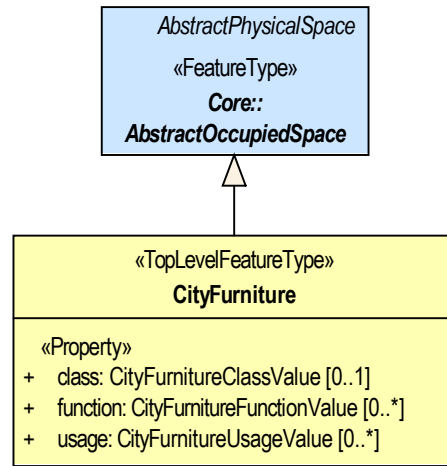 AbstractPhysicalSpace
«FeatureType»
Core::
AbstractOccupiedSpace
«TopLevelFeatureType»
CityFurniture
«Property»
+ class: CityFurnitureClassValue [0..1]
+ function: CityFurnitureFunctionValue [0..*]
+ usage: CityFurnitureUsageValue [0..*]